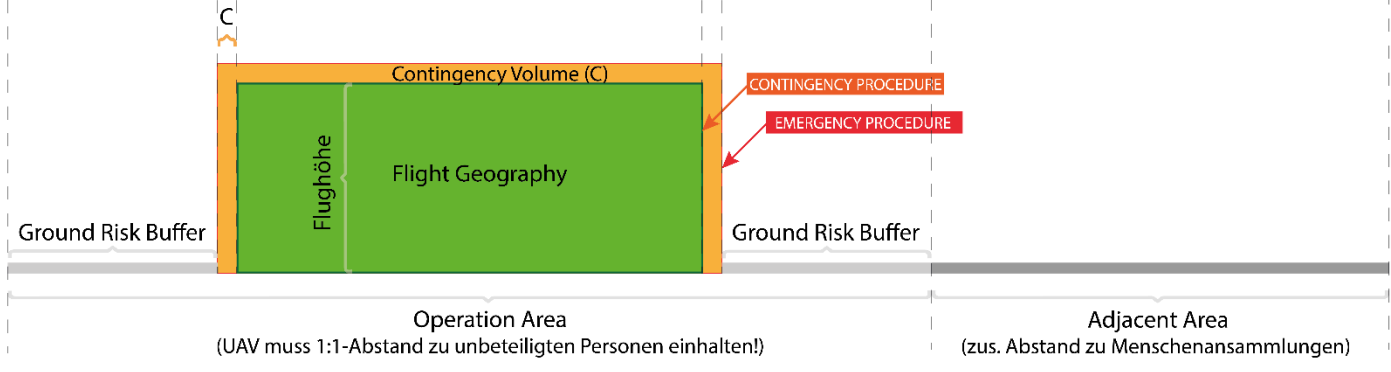 C
Contingency Volume (C)
CONTINGENCY PROCEDURE
EMERGENCY PROCEDURE
Flughöhe
Flight Geography
Ground Risk Buffer
Ground Risk Buffer
Operation Area
(UAV muss 1:1-Abstand zu unbeteiligten Personen einhalten!)
Adjacent Area
(zus. Abstand zu Menschenansammlungen)